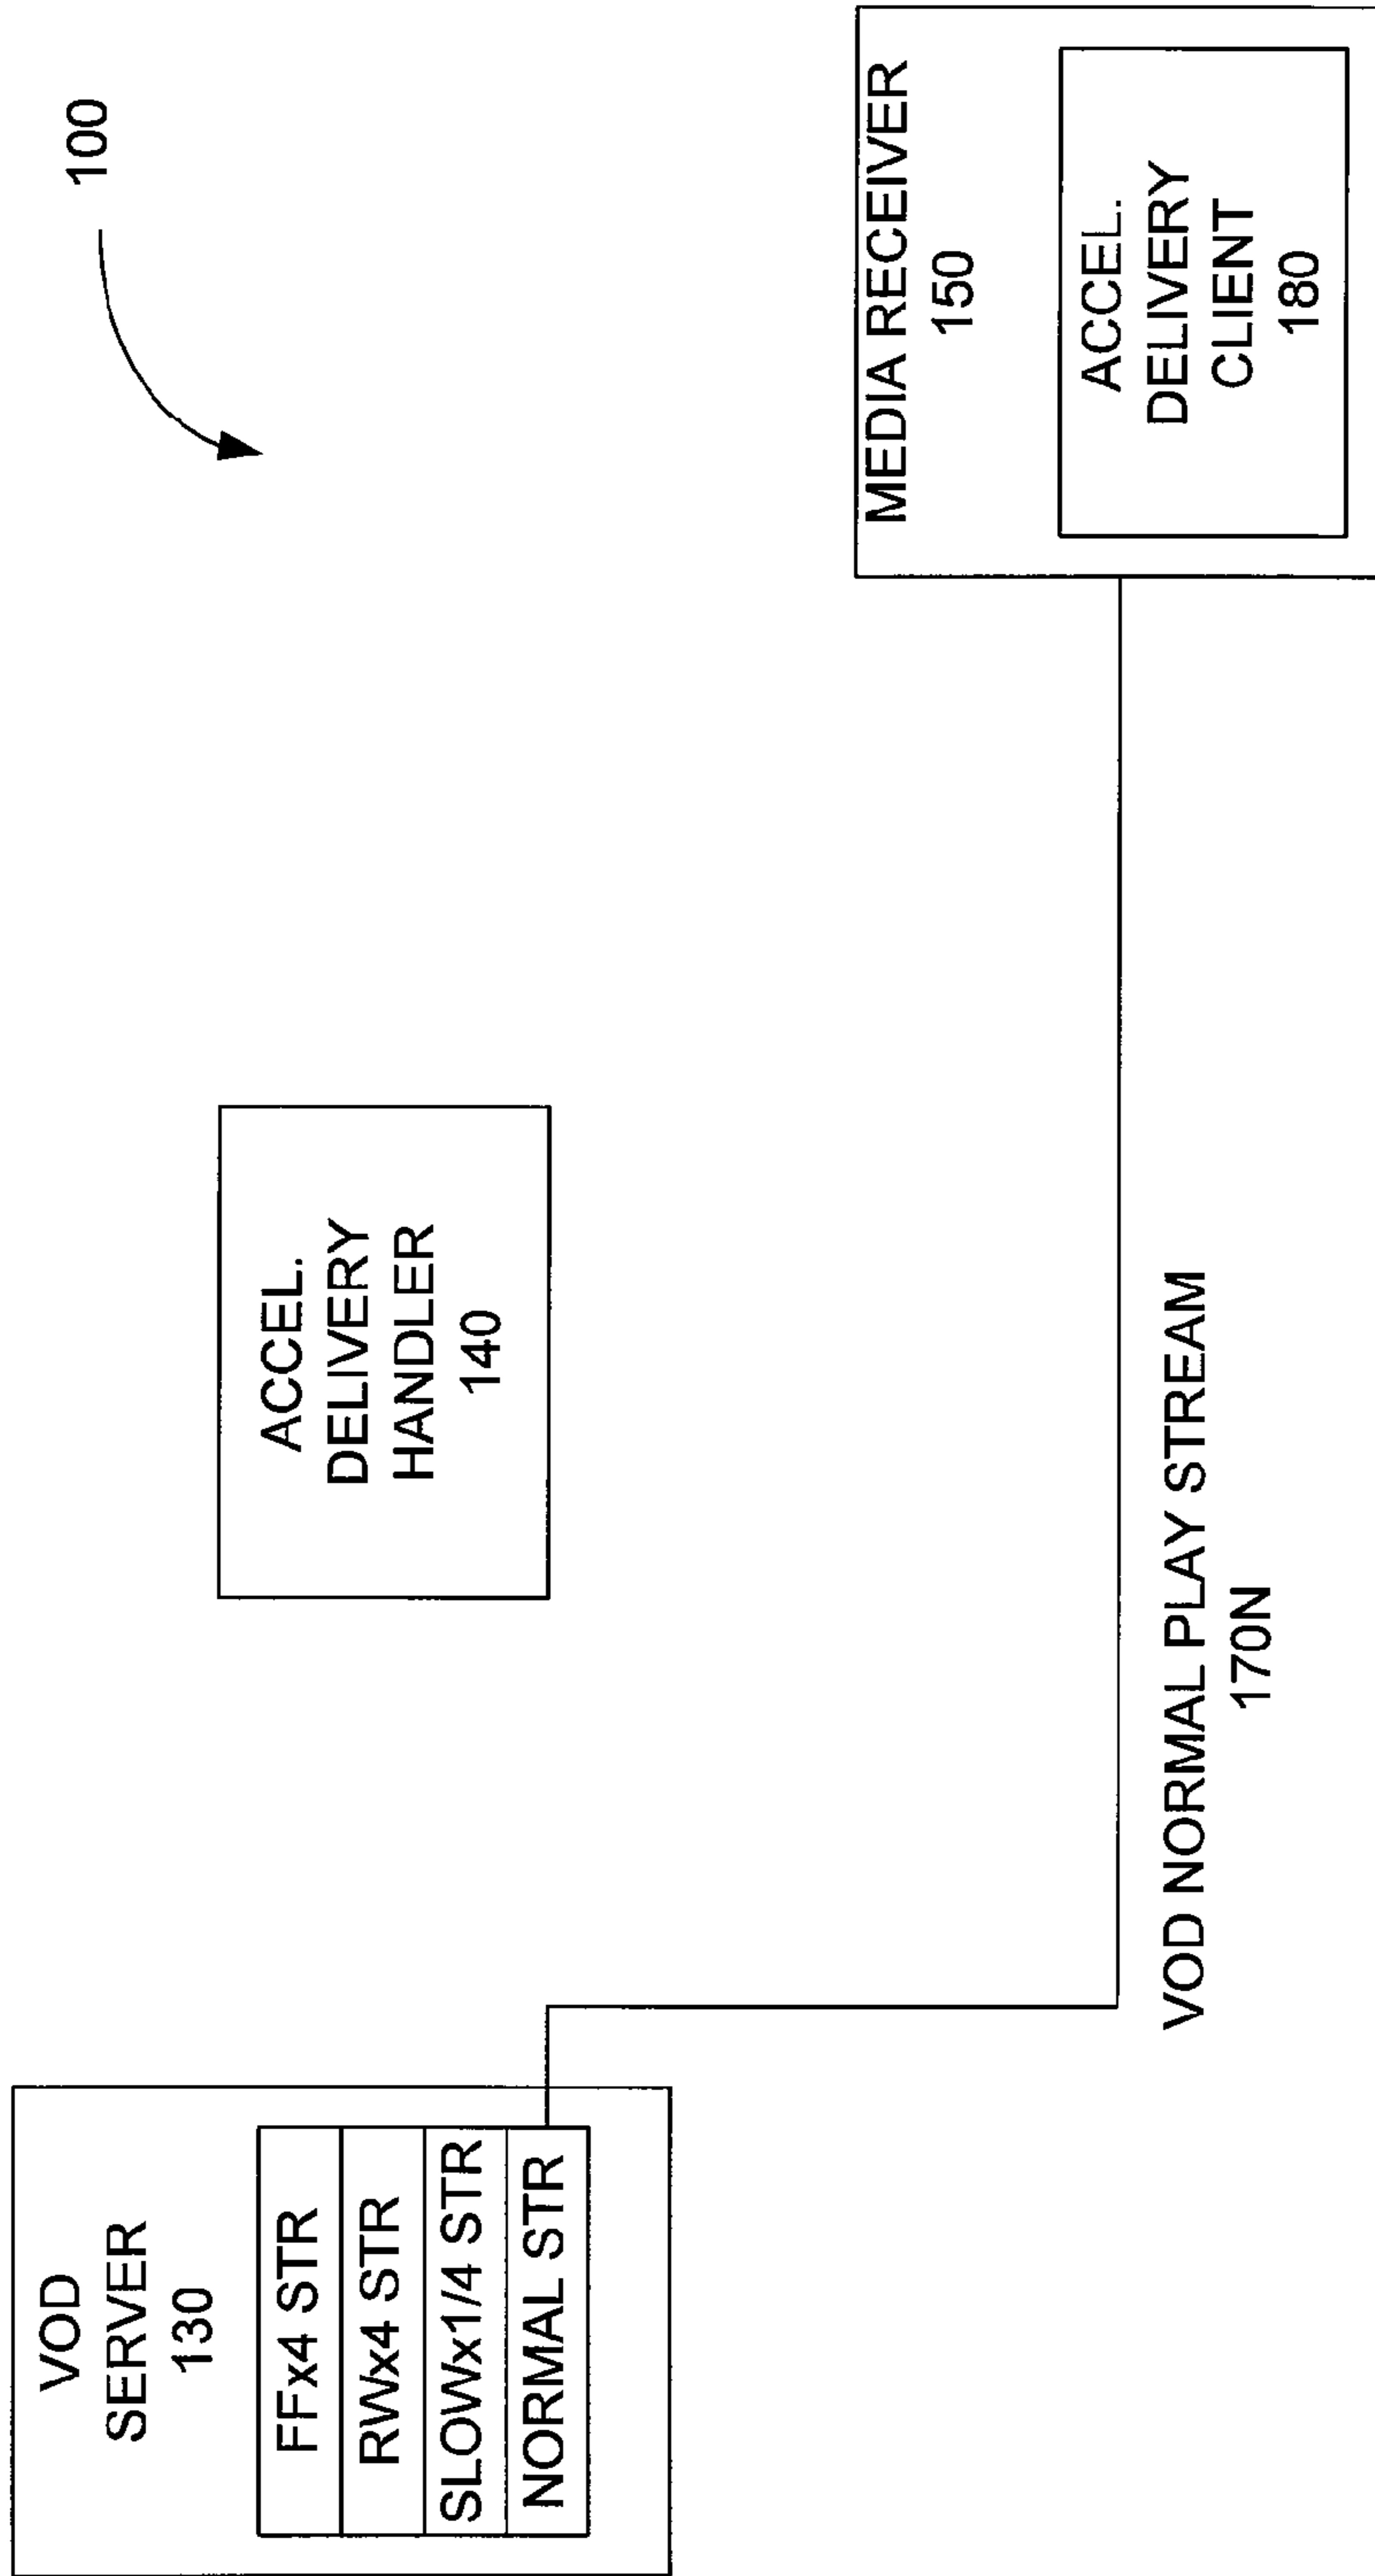 100
VOD
SERVER
130
FFx4 STR
RWx4 STR
SLOWx1/4 STR
NORMAL STR
ACCEL.
DELIVERY
HANDLER
140
MEDIA RECEIVER
150
ACCEL.
DELIVERY
CLIENT
180
VOD NORMAL PLAY STREAM
170N